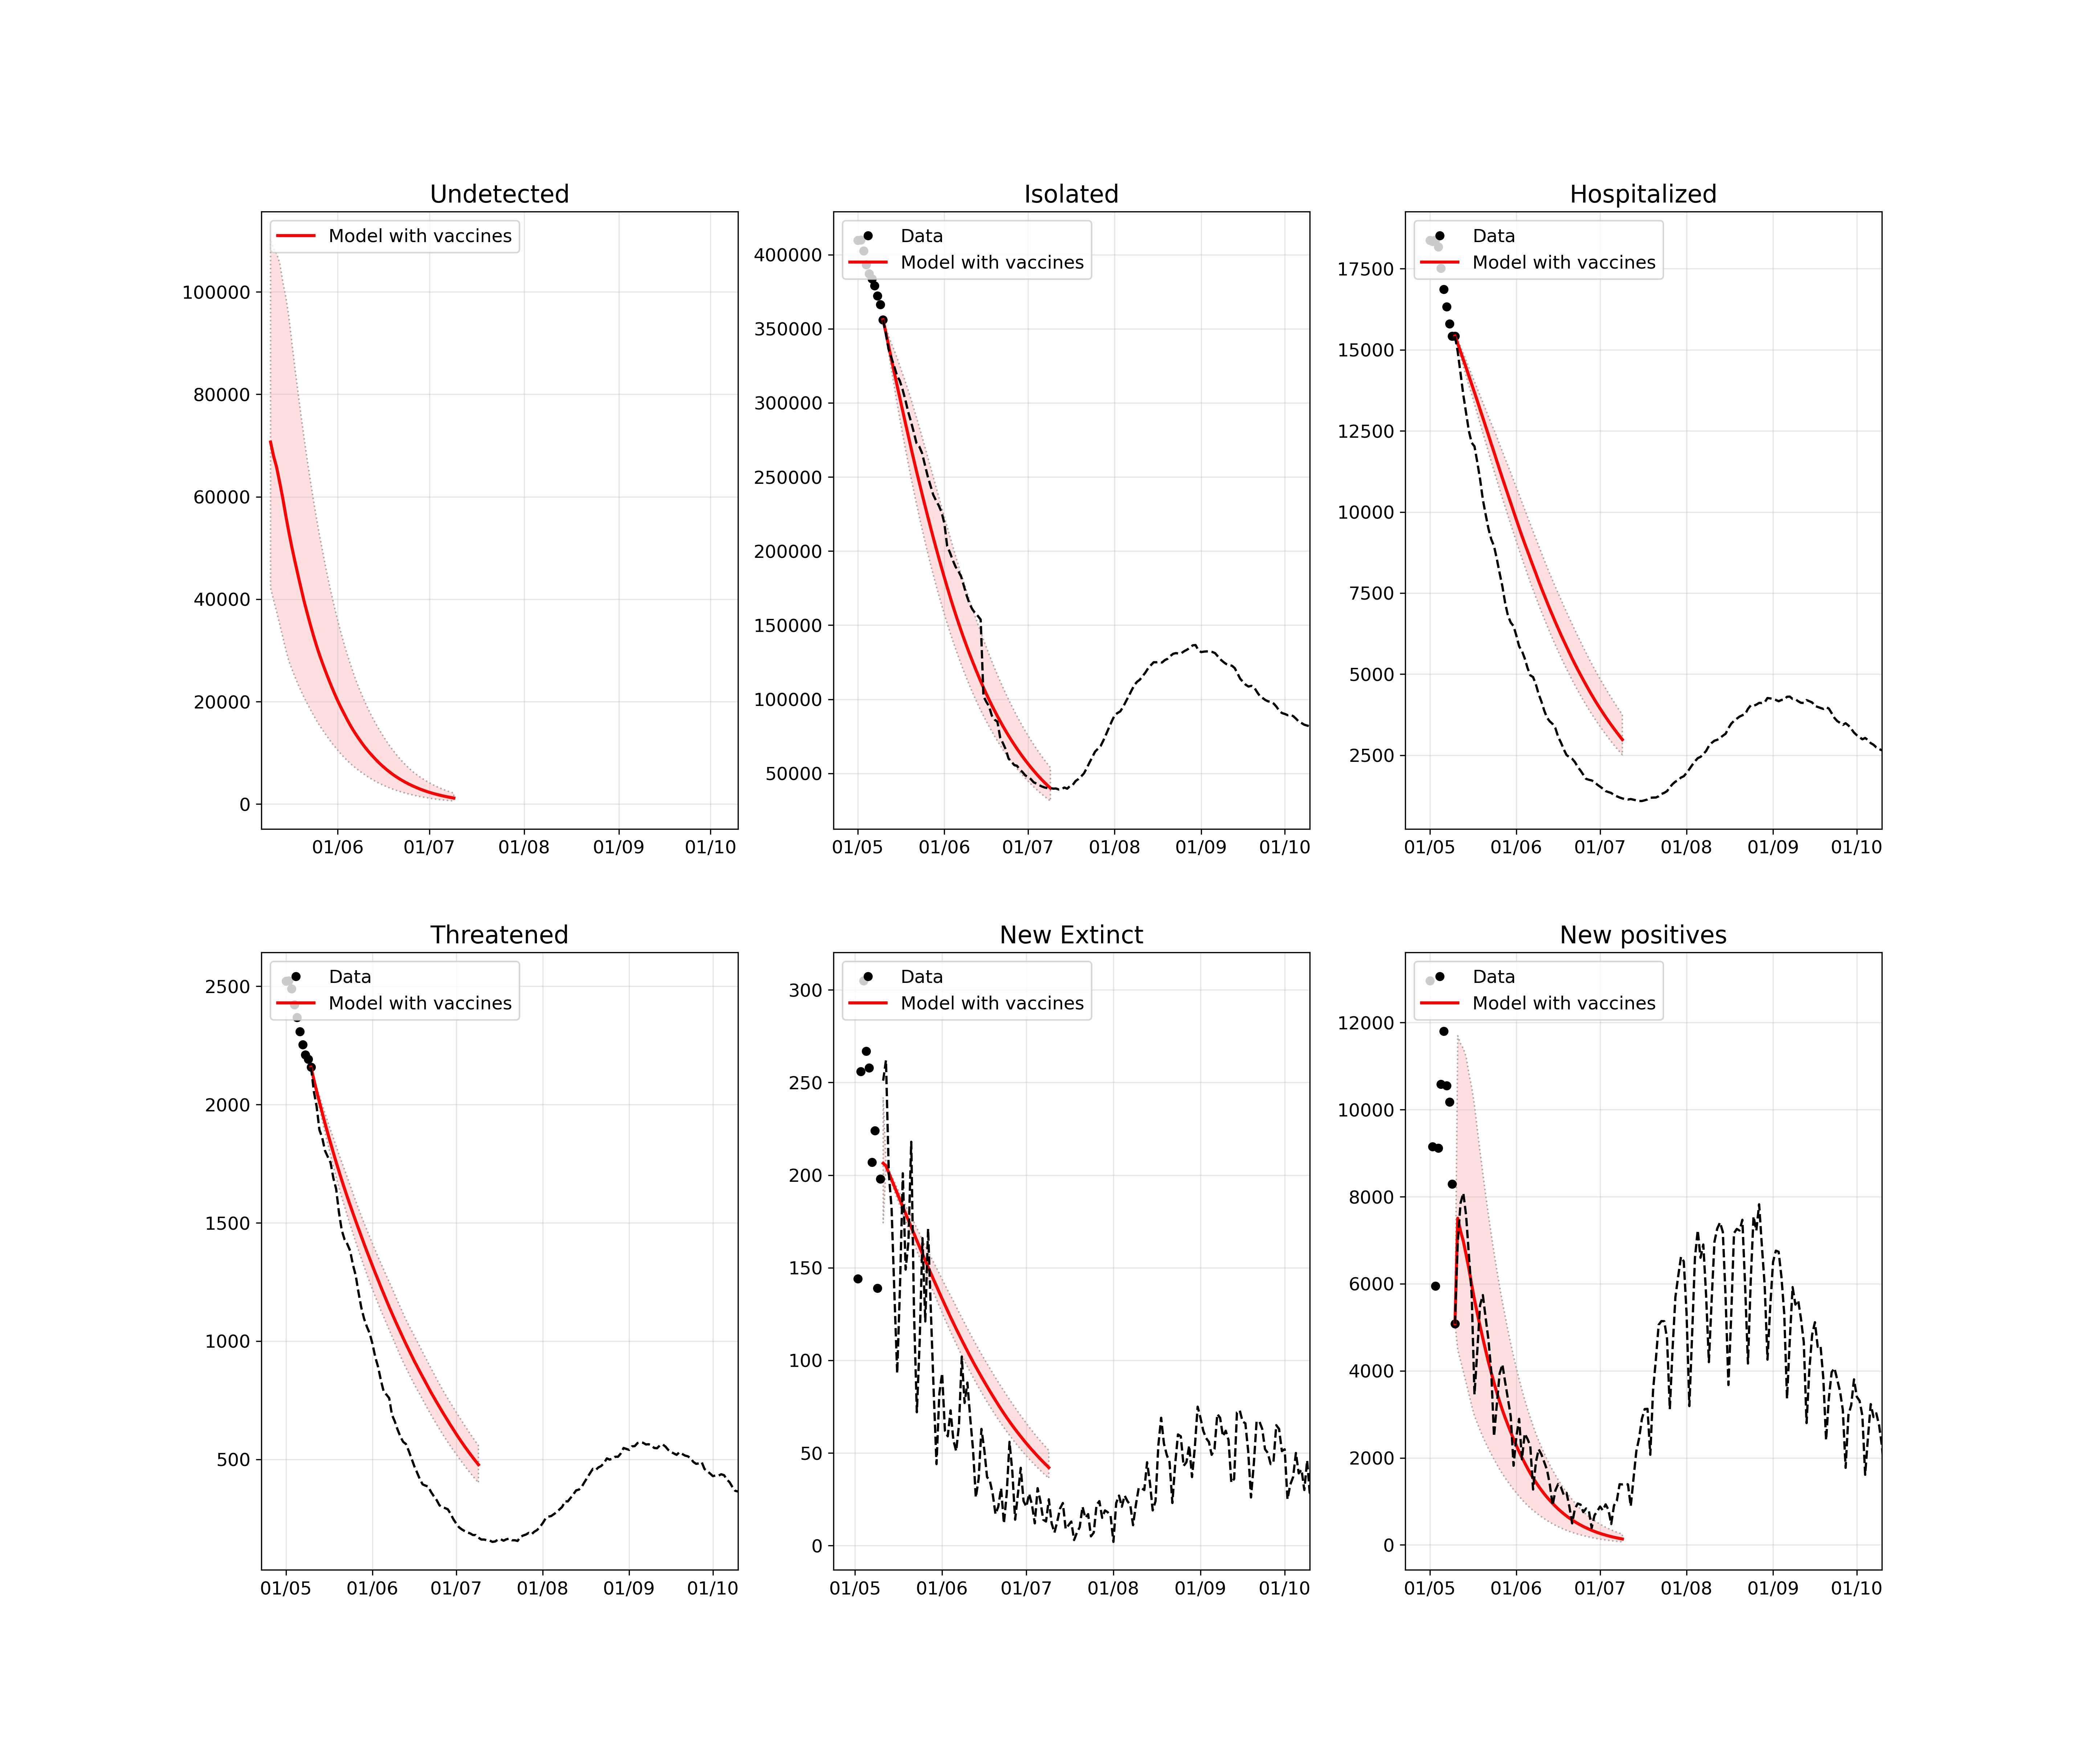 Undetected
Model with vaccines
100000
80000
60000
40000
20000
0
01/06 01/07 01/08 01/09 01/10
Isolated
Data
Model with vaccines
400000
350000
300000
250000
200000
150000
100000
50000
01/05 01/06 01/07 01/08 01/09 01/10
Hospitalized
Data
Model with vaccines
17500
15000
12500
10000
7500
5000
2500
01/05 01/06 01/07 01/08 01/09 01/10
Threatened
Data
Model with vaccines
2500
2000
1500
1000
500
01/05 01/06 01/07 01/08 01/09 01/10
New Extinct
Data
Model with vaccines
300
250
200
150
100
50
0
01/05 01/06 01/07 01/08 01/09 01/10
New positives
Data
Model with vaccines
12000
10000
8000
6000
4000
2000
0
01/05 01/06 01/07 01/08 01/09 01/10